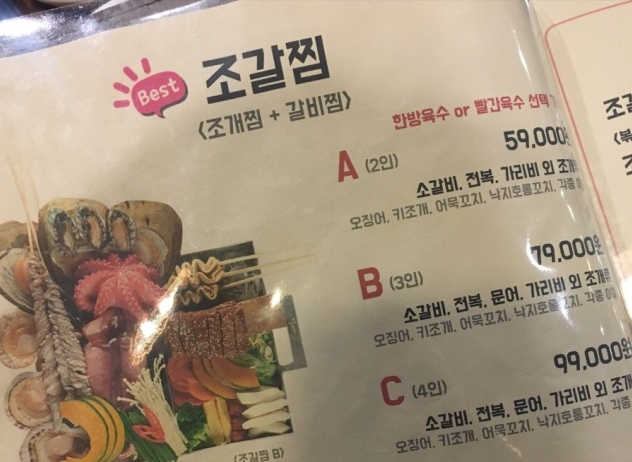 Best
조갈찜
<조개찜 + 갈비찜>
한방육수 or 빨간육수 선택
A (2인)
59,000원
소갈비, 전복, 가리비 외 조개류
오징어, 키조개, 어묵꼬치, 낙지호롱꼬치, 각종
B (3인)
79,000원
소갈비, 전복, 문어, 가리비 외 조개류
오징어, 키조개, 어묵꼬치, 낙지호롱꼬치, 각종
C (4인)
99,000원
소갈비, 전복, 문어, 가리비 외 조개
오징어, 키조개, 어묵꼬치, 낙지호롱꼬치, 각종
<조갈찜 B>